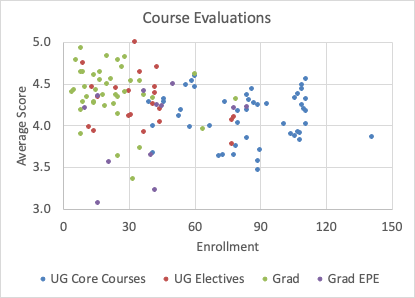 Course Evaluations
5.0
4.5
4.0
3.5
3.0
Average Score
0 30 60 90 120 150
Enrollment
UG Core Courses UG Electives Grad Grad EPE